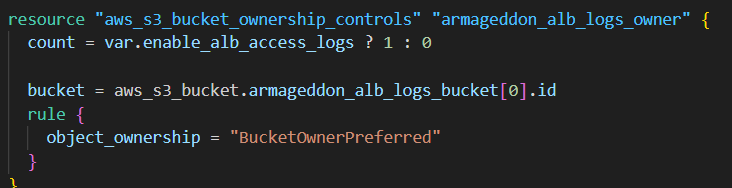 resource "aws_s3_bucket_ownership_controls" "armageddon_alb_logs_owner" {
  count = var.enable_alb_access_logs ? 1 : 0

  bucket = aws_s3_bucket.armageddon_alb_logs_bucket[0].id
  rule {
    object_ownership = "BucketOwnerPreferred"
  }
}